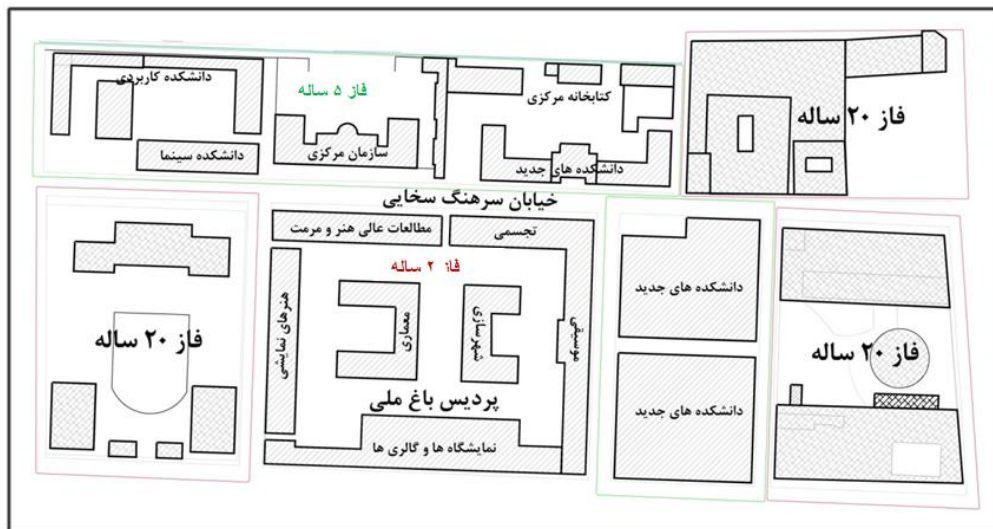 دانشکده کاربردی
فاز ۵ ساله
کتابخانه مرکزی
فاز ۲۰ ساله
دانشکده سینما
سازمان مرکزی
دانشکده های جدید
خیابان سرهنگ سخایی
مطالعات عالی هنر و مرمت
تجسمی
فاز ۲ ساله
دانشکده های جدید
هنرهای نمایشی
معماری
شهرسازی
موسیقی
فاز ۲۰ ساله
فاز ۲۰ ساله
پردیس باغ ملی
دانشکده های جدید
نمایشگاه ها و گالری ها